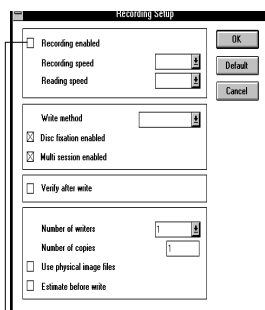 Recording Setup
Recording enabled
OK
Recording speed
Default
Reading speed
Cancel
Write method
Disc fixation enabled
Multi session enabled
Verify after write
Number of writers 1
Number of copies 1
Use physical image files
Estimate before write